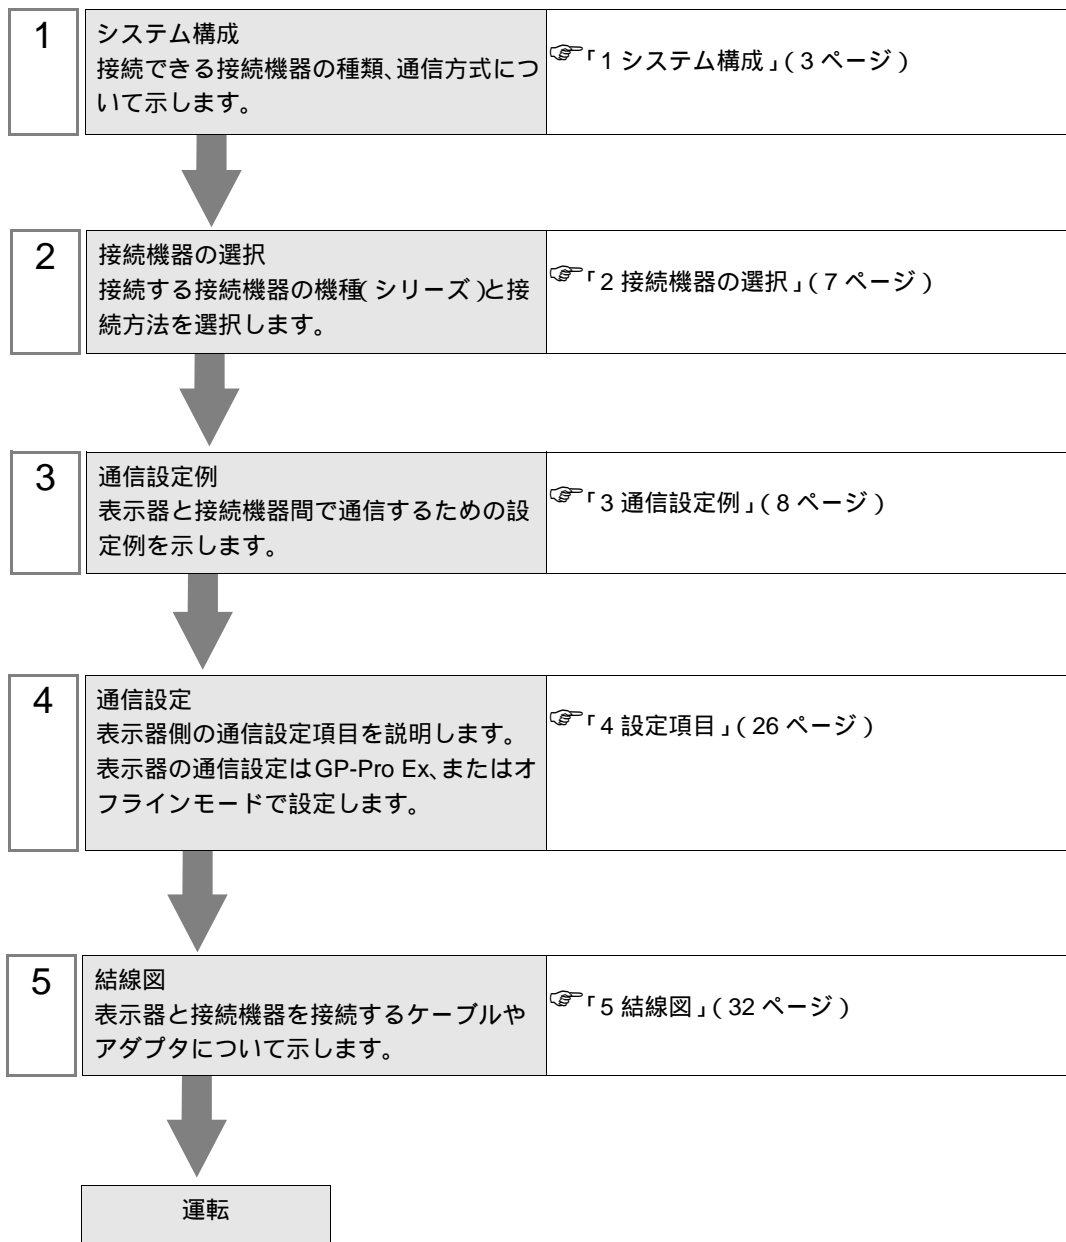 1
システム構成
接続できる接続機器の種類、通信方式につ
いて示します。
☞「1 システム構成」( 3 ページ )
2
接続機器の選択
接続する接続機器の機種( シリーズ )と接
続方法を選択します。
☞「2 接続機器の選択」( 7 ページ )
3
通信設定例
表示器と接続機器間で通信するための設
定例を示します。
☞「3 通信設定例」( 8 ページ )
4
通信設定
表示器側の通信設定項目を説明します。
表示器の通信設定はGP-Pro Ex、またはオ
フラインモードで設定します。
☞「4 設定項目」( 26 ページ )
5
結線図
表示器と接続機器を接続するケーブルや
アダプタについて示します。
☞「5 結線図」( 32 ページ )
運転